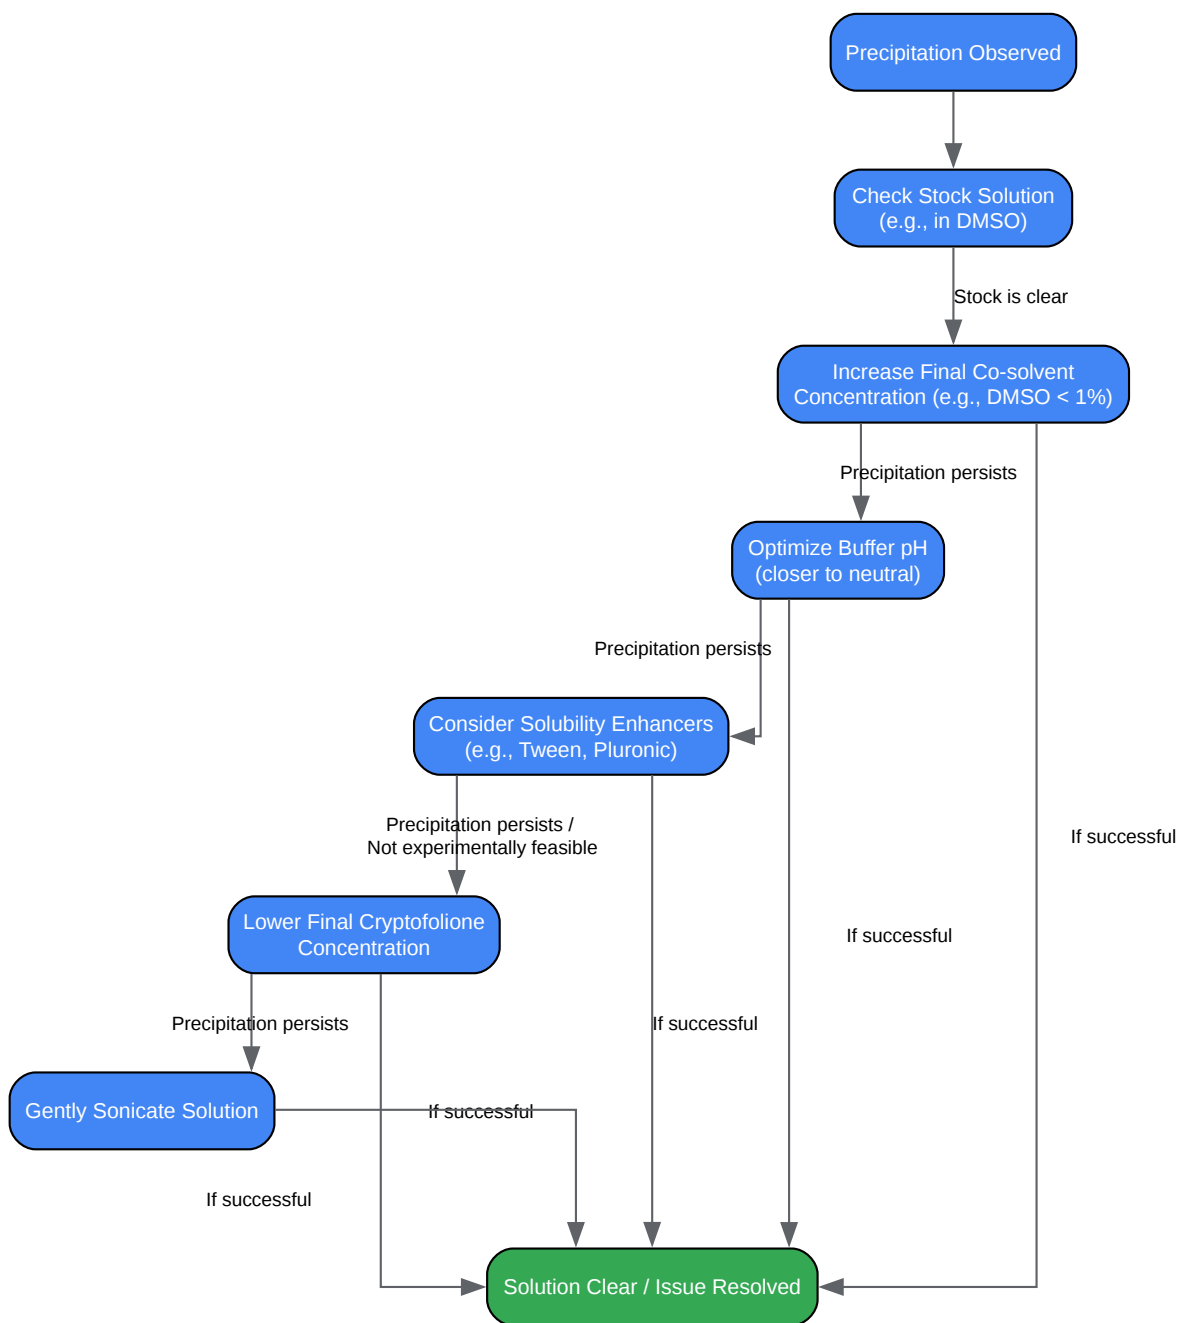 Precipitation Observed
Check Stock Solution
(e.g., in DMSO)
Stock is clear
Increase Final Co-solvent
Concentration (e.g., DMSO < 1%)
Precipitation persists
Optimize Buffer pH
(closer to neutral)
Precipitation persists
Consider Solubility Enhancers
(e.g., Tween, Pluronic)
Precipitation persists /
Not experimentally feasible
If successful
Lower Final Cryptofolione
Concentration
If successful
Precipitation persists
If successful
Gently Sonicate Solution
If successful
If successful
Solution Clear / Issue Resolved